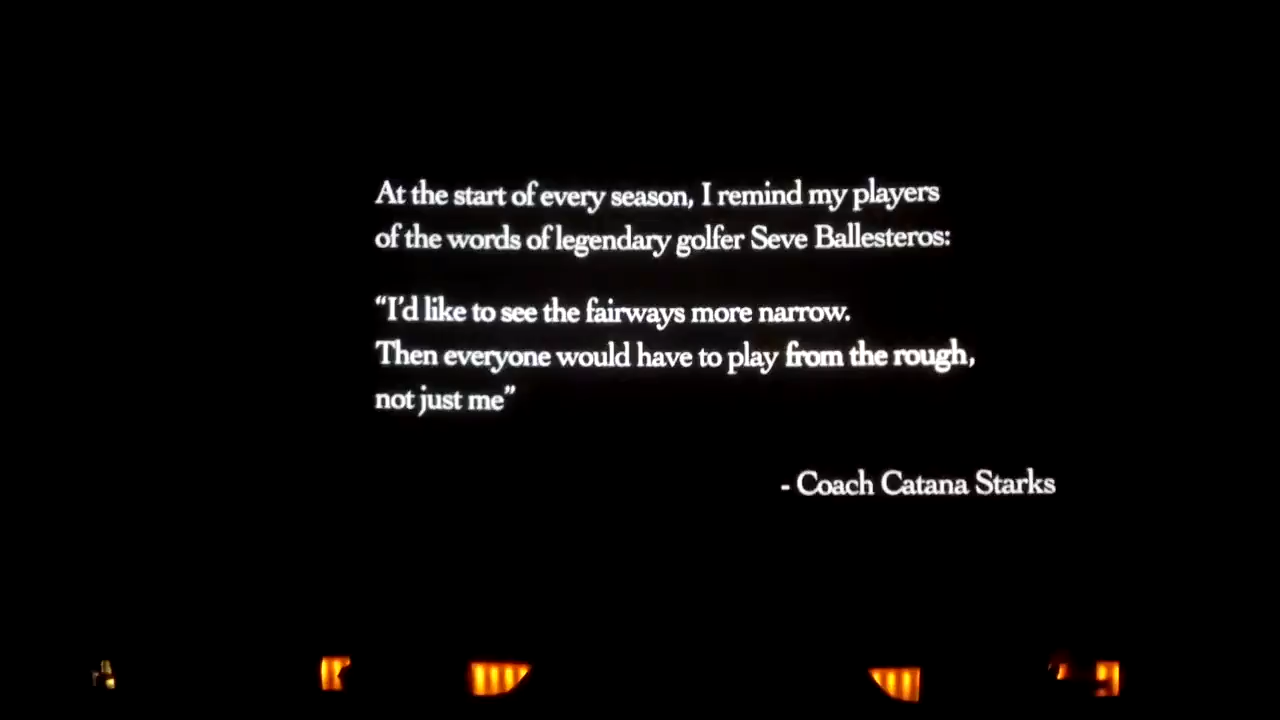 At the start of every season, I remind my players
of the words of legendary golfer Seve Ballesteros:
“I’d like to see the fairways more narrow.
Then everyone would have to play from the rough,
not just me”
- Coach Catana Starks